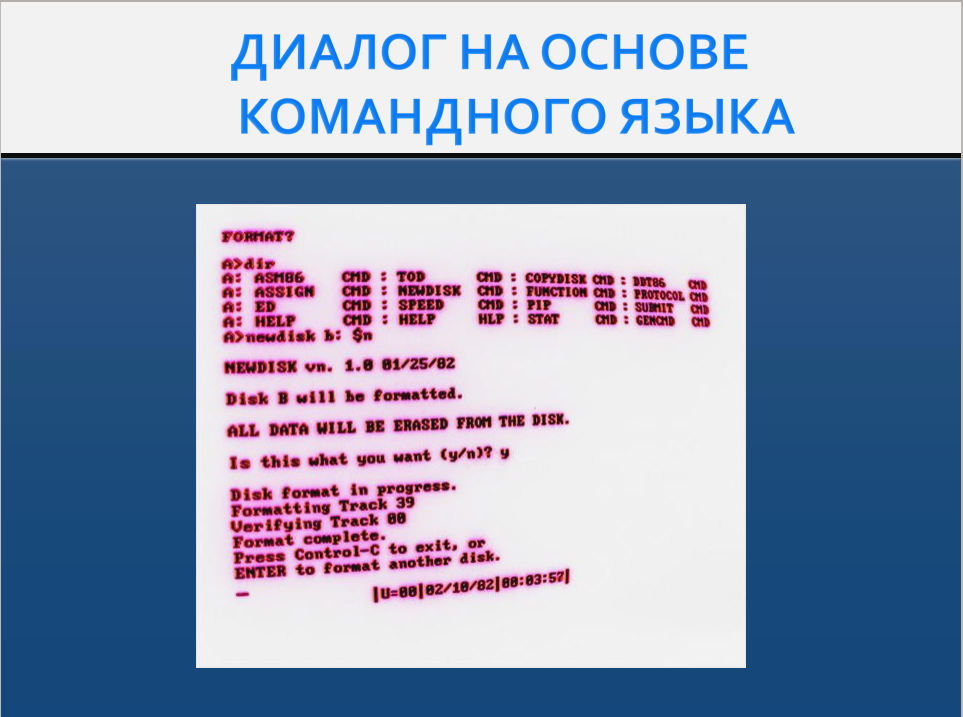 ДИАЛОГ НА ОСНОВЕ
КОМАНДНОГО ЯЗЫКА
FORMAT?
A>dir
A: ASM86 CMD : TOD CMD : COPYDISK CMD : DDT86 CMD
A: ASSIGN CMD : NEWDISK CMD : FUNCTION CMD : PROTOCOL CMD
A: ED CMD : SPEED CMD : PIP CMD : SUBMIT CMD
A: HELP CMD : HELP HLP : STAT CMD : GENCMD CMD
A>newdisk b: $n
NEWDISK vn. 1.0 01/25/82
Disk B will be formatted.
ALL DATA WILL BE ERASED FROM THE DISK.
Is this what you want (y/n)? y
Disk format in progress.
Formatting Track 39
Verifying Track 00
Format complete.
Press Control-C to exit, or
ENTER to format another disk.
_ |U=00|02/10/82|00:03:57|